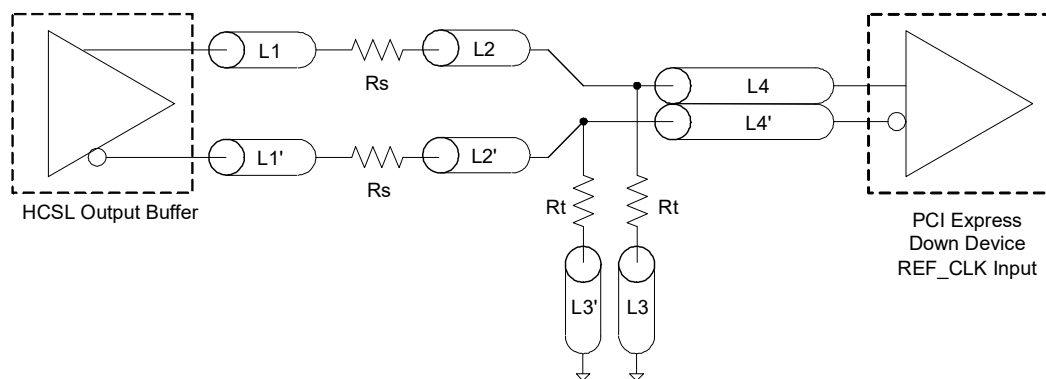 L1
Rs
L2
L4
L4'
L1'
Rs
L2'
Rt
Rt
L3'
L3
HCSL Output Buffer
PCI Express
Down Device
REF_CLK Input